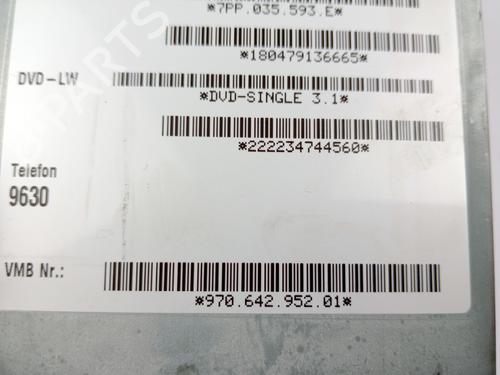 *7PP.035.593.E*
*180479136665*
DVD-LW
*DVD-SINGLE 3.1*
*222234744560*
Telefon
9630
VMB Nr.:
*970.642.952.01*